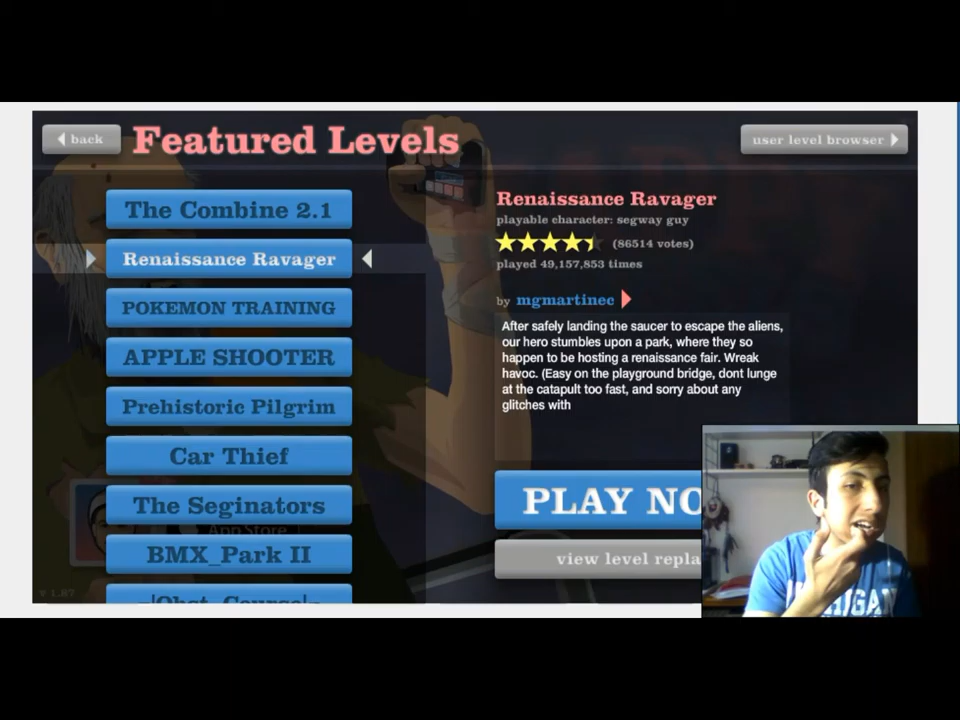 back
Featured Levels
user level browser
The Combine 2.1
Renaissance Ravager
POKEMON TRAINING
APPLE SHOOTER
Prehistoric Pilgrim
Car Thief
The Seginators
App Store
BMX_Park II
v 1.87
Renaissance Ravager
playable character: segway guy
(86514 votes)
played 49,157,853 times
by mgmartinec
After safely landing the saucer to escape the aliens,
our hero stumbles upon a park, where they so
happen to be hosting a renaissance fair. Wreak
havoc. (Easy on the playground bridge, dont lunge
at the catapult too fast, and sorry about any
glitches with
PLAY NO
view level repla